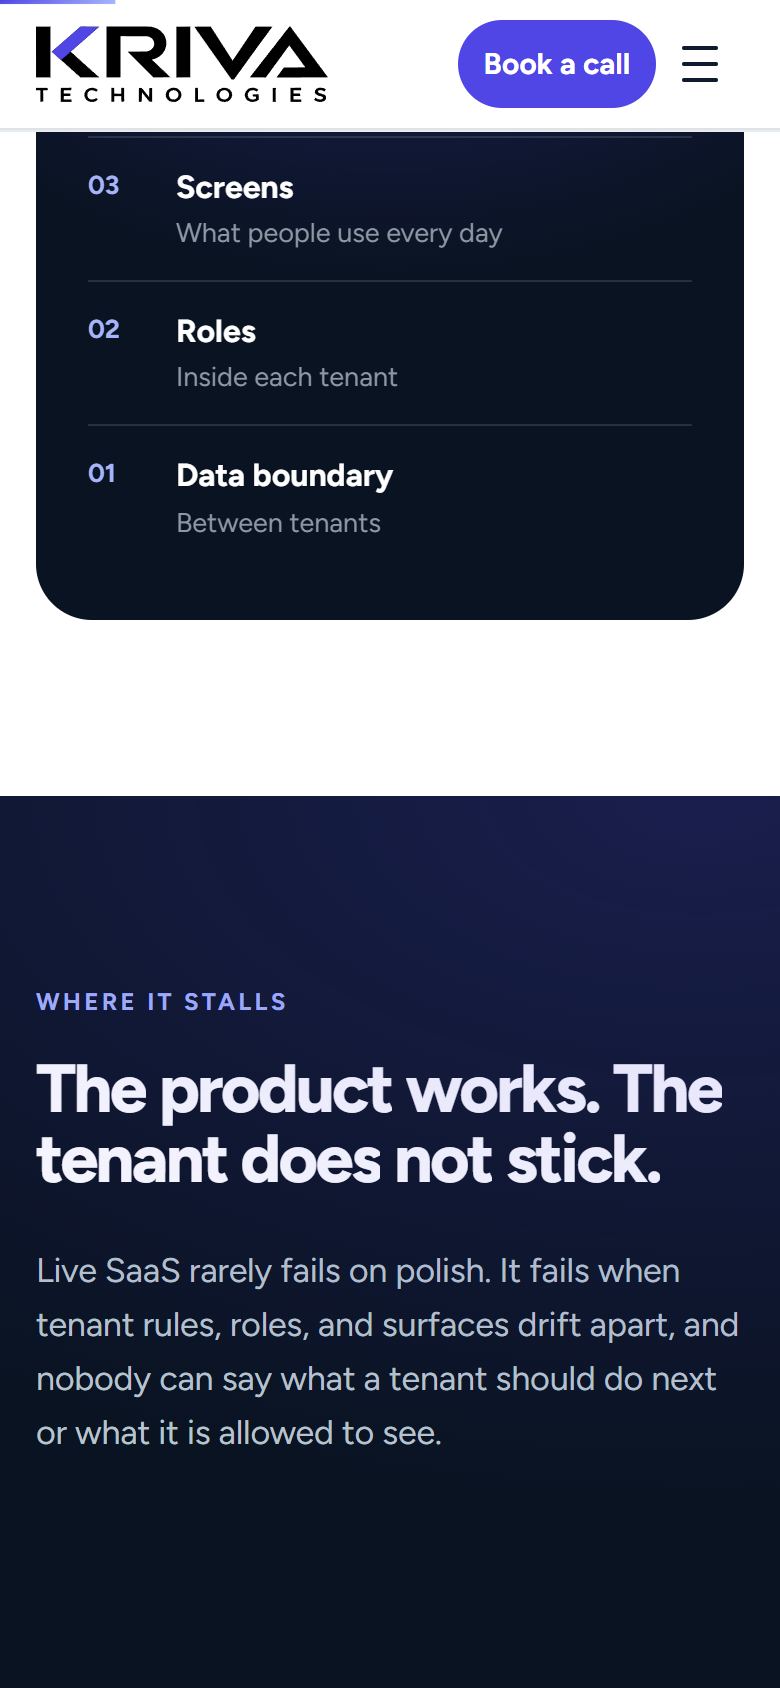 KRIVA
TECHNOLOGIES
Book a call
03 Screens
What people use every day
02 Roles
Inside each tenant
01 Data boundary
Between tenants
WHERE IT STALLS
The product works. The
tenant does not stick.
Live SaaS rarely fails on polish. It fails when
tenant rules, roles, and surfaces drift apart, and
nobody can say what a tenant should do next
or what it is allowed to see.